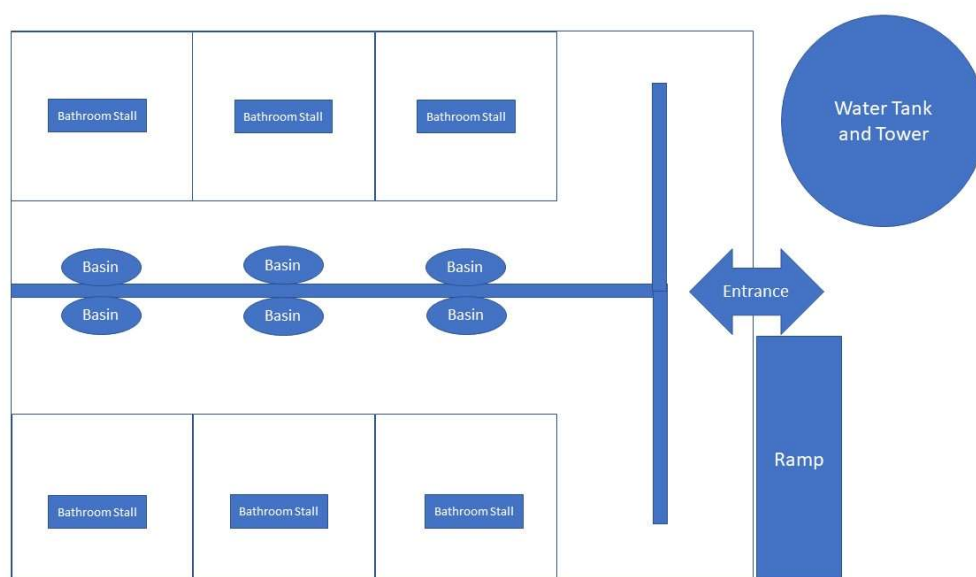 Bathroom Stall
Bathroom Stall
Bathroom Stall
Water Tank
and Tower
Basin
Basin
Basin
Entrance
Basin
Basin
Basin
Ramp
Bathroom Stall
Bathroom Stall
Bathroom Stall